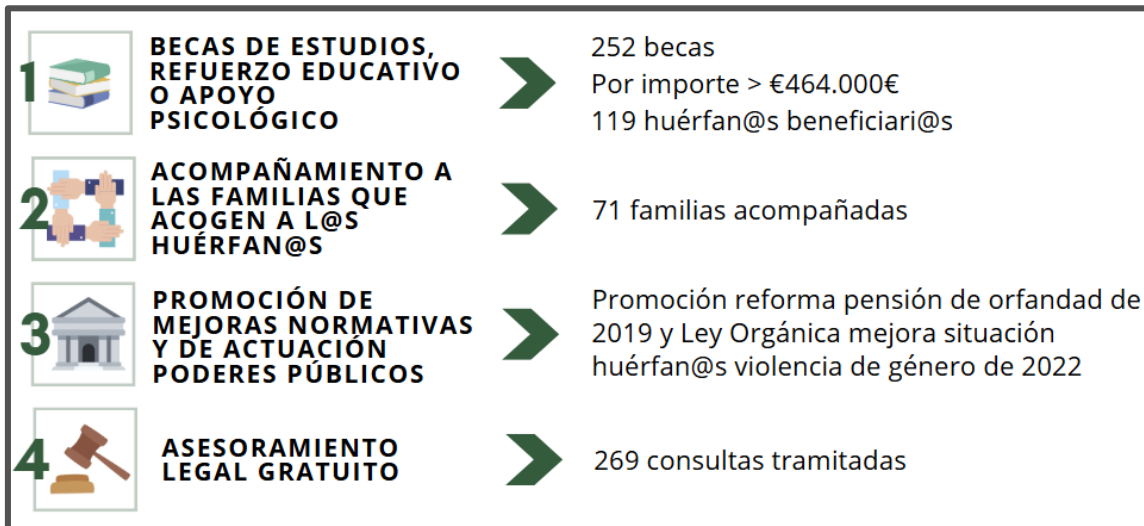 1
BECAS DE ESTUDIOS,
REFUERZO EDUCATIVO
O APOYO
PSICOLÓGICO
252 becas
Por importe > €464.000€
119 huérfan@s beneficiari@s
2
ACOMPAÑAMIENTO A
LAS FAMILIAS QUE
ACOGEN A L@S
HUÉRFAN@S
71 familias acompañadas
3
PROMOCIÓN DE
MEJORAS NORMATIVAS
Y DE ACTUACIÓN
PODERES PÚBLICOS
Promoción reforma pensión de orfandad de
2019 y Ley Orgánica mejora situación
huérfan@s violencia de género de 2022
4
ASESORAMIENTO
LEGAL GRATUITO
269 consultas tramitadas